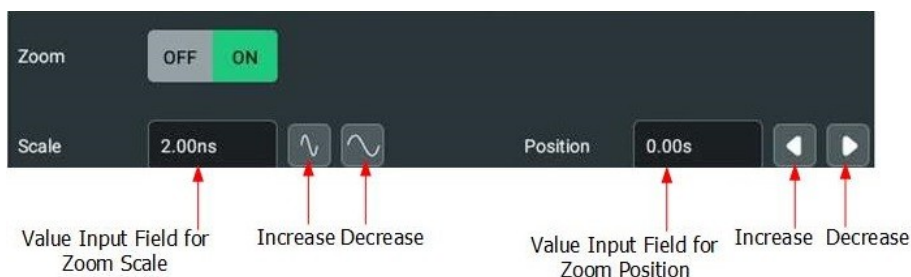 Zoom OFF ON
Scale 2.00ns Position 0.00s
Value Input Field for
Zoom Scale
Increase Decrease
Value Input Field for
Zoom Position
Increase Decrease